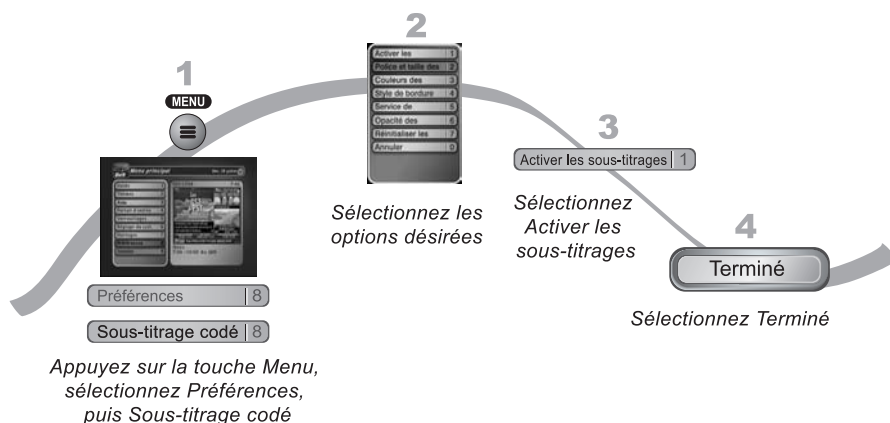 1
MENU
Menu principal
Préférences 8
Sous-titrage codé 8
Appuyez sur la touche Menu,
sélectionnez Préférences,
puis Sous-titrage codé
2
Activer les 1
Police et taille des 2
Couleurs des 3
Style de bordure 4
Service de 5
Opacité des 6
Réinitialiser les 7
Annuler 0
Sélectionnez les
options désirées
3
Activer les sous-titrages 1
Sélectionnez
Activer les
sous-titrages
4
Terminé
Sélectionnez Terminé